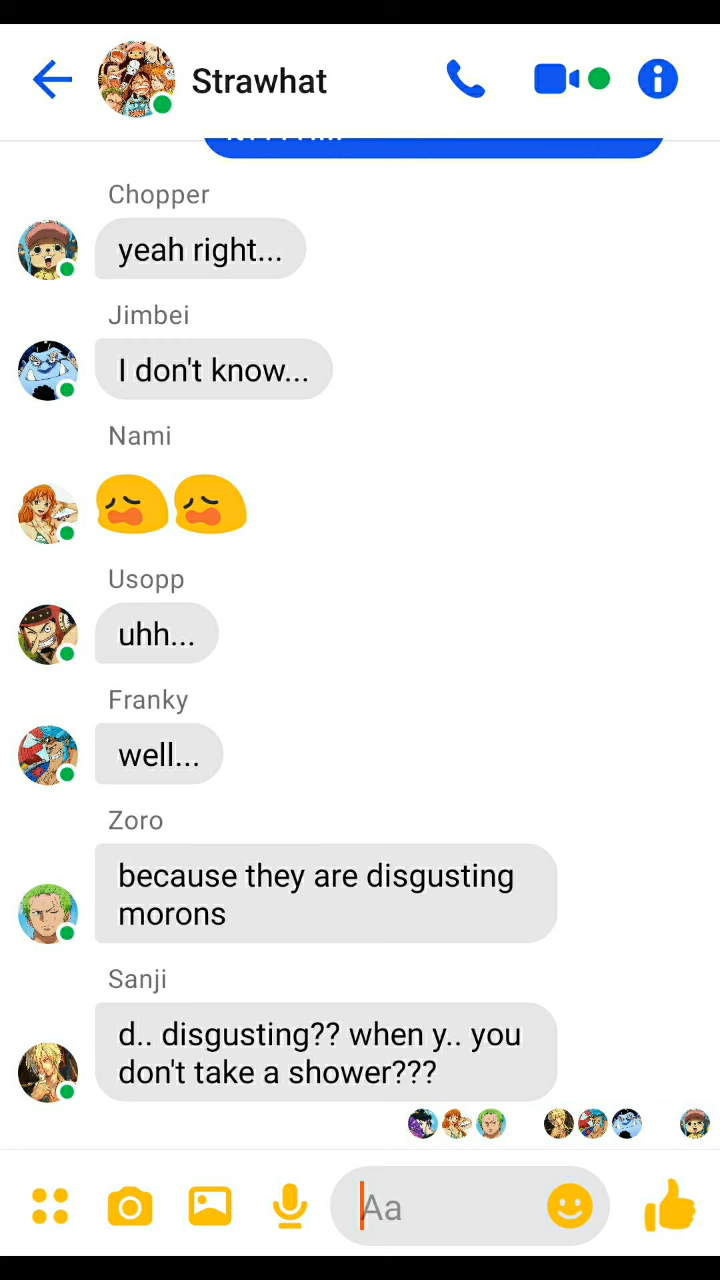 Strawhat
Chopper
yeah right...
Jimbei
I don't know...
Nami
Usopp
uhh...
Franky
well...
Zoro
because they are disgusting
morons
Sanji
d.. disgusting?? when y.. you
don't take a shower???
Aa